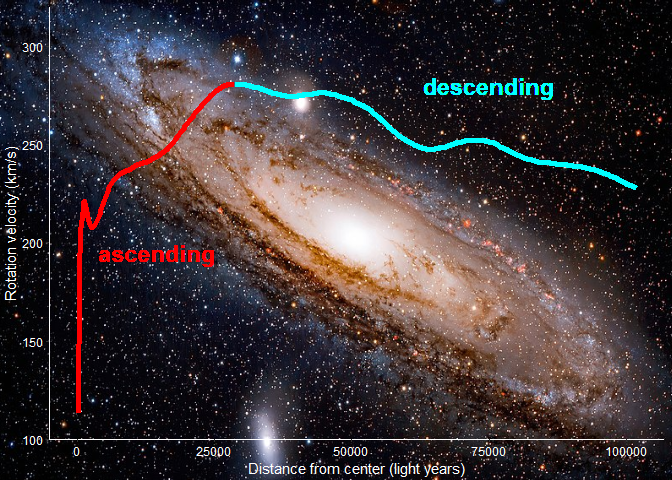 300
descending
250
Rotation velocity (km/s)
200
ascending
150
100
0 25000 50000 75000 100000
Distance from center (light years)